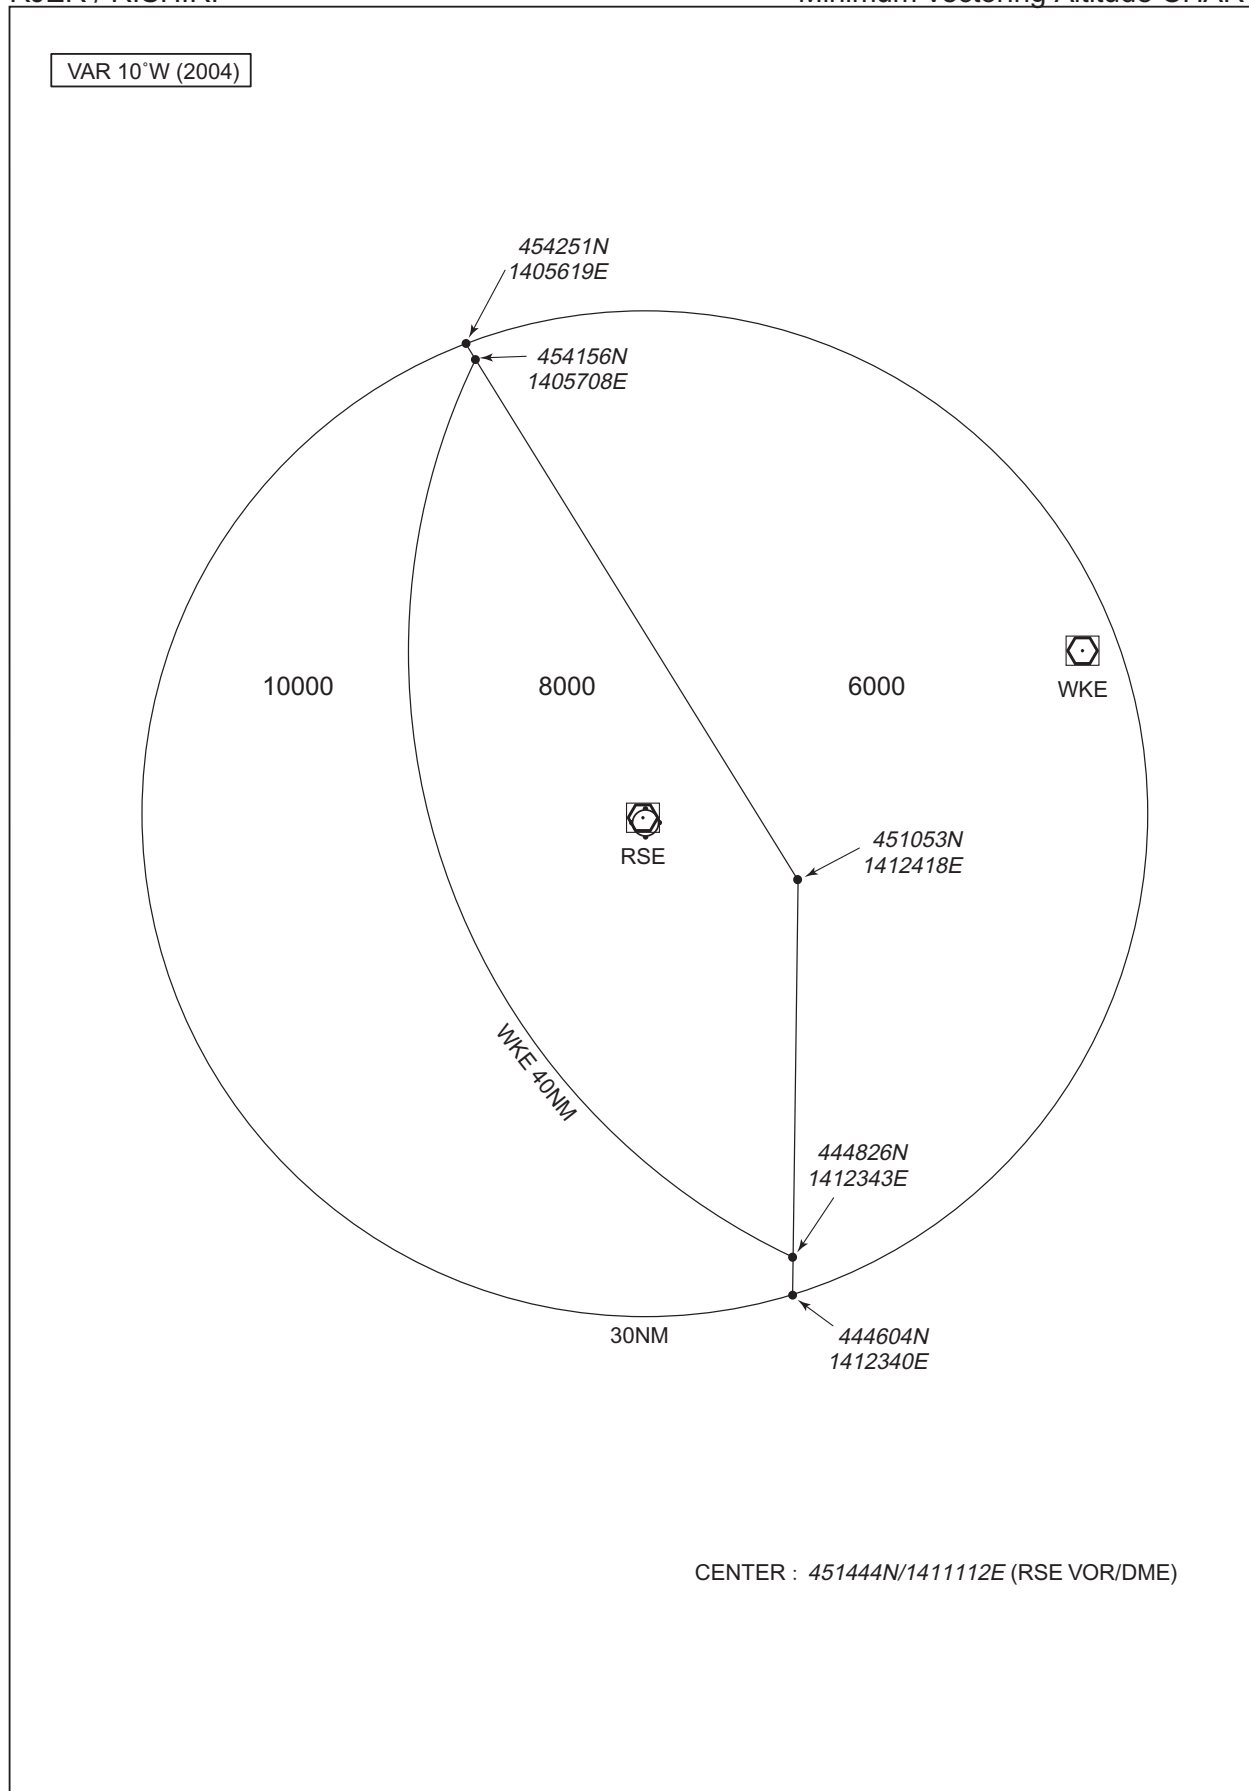 VAR 10˚W (2004)
454251N
1405619E
454156N
1405708E
10000
8000
6000
WKE
RSE
451053N
1412418E
WKE 40NM
444826N
1412343E
30NM
444604N
1412340E
CENTER : 451444N/1411112E (RSE VOR/DME)